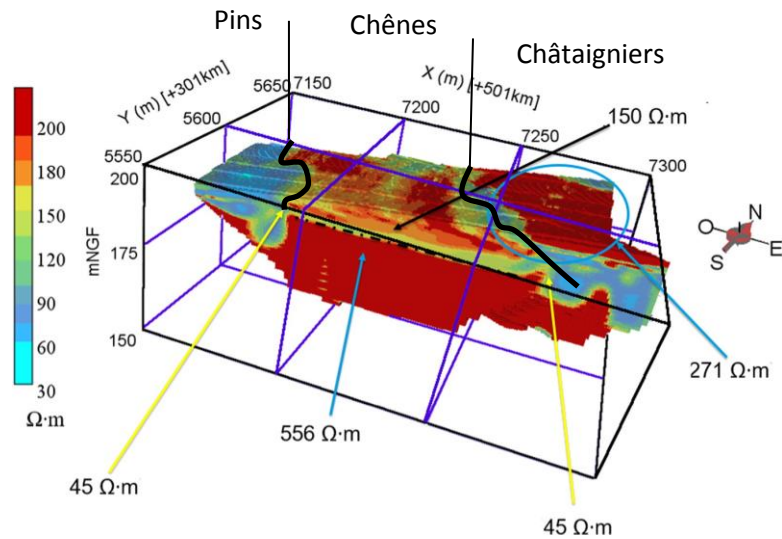 Pins
Chênes
Châtaigniers
Y (m) [+301km]
5650
5600
5550
7150
7200
7250
7300
X (m) [+501km]
150 Ω·m
200
175
150
mNGF
200
180
150
120
90
60
30
Ω·m
N
O
E
S
271 Ω·m
556 Ω·m
45 Ω·m
45 Ω·m